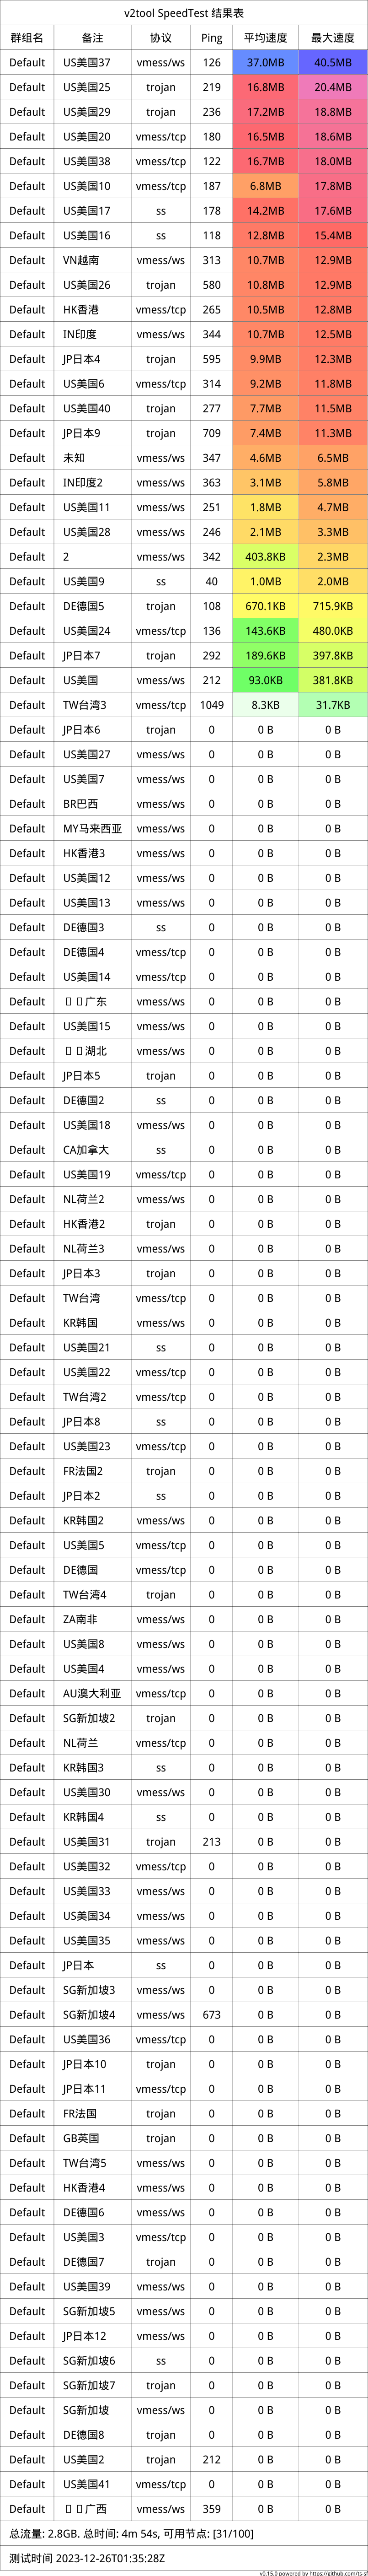 v2tool SpeedTest 结果表
群组名 备注 协议 Ping 平均速度 最大速度
Default US美国37 vmess/ws 126 37.0MB 40.5MB
Default US美国25 trojan 219 16.8MB 20.4MB
Default US美国29 trojan 236 17.2MB 18.8MB
Default US美国20 vmess/tcp 180 16.5MB 18.6MB
Default US美国38 vmess/tcp 122 16.7MB 18.0MB
Default US美国10 vmess/ws 187 6.8MB 17.8MB
Default US美国17 ss 178 14.2MB 17.6MB
Default US美国16 ss 118 12.8MB 15.4MB
Default VN越南 vmess/ws 313 10.7MB 12.9MB
Default US美国26 trojan 580 10.8MB 12.9MB
Default HK香港 vmess/tcp 265 10.5MB 12.8MB
Default IN印度 vmess/ws 344 10.7MB 12.5MB
Default JP日本4 trojan 595 9.9MB 12.3MB
Default US美国6 vmess/tcp 314 9.2MB 11.8MB
Default US美国40 trojan 277 7.7MB 11.5MB
Default JP日本9 trojan 709 7.4MB 11.3MB
Default 未知 vmess/ws 347 4.6MB 6.5MB
Default IN印度2 vmess/ws 363 3.1MB 5.8MB
Default US美国11 vmess/ws 251 1.8MB 4.7MB
Default US美国28 vmess/ws 246 2.1MB 3.3MB
Default 2 vmess/ws 342 403.8KB 2.3MB
Default US美国9 ss 40 1.0MB 2.0MB
Default DE德国5 trojan 108 670.1KB 715.9KB
Default US美国24 vmess/tcp 136 143.6KB 480.0KB
Default JP日本7 trojan 292 189.6KB 397.8KB
Default US美国 vmess/ws 212 93.0KB 381.8KB
Default TW台湾3 vmess/tcp 1049 8.3KB 31.7KB
Default JP日本6 trojan 0 0 B 0 B
Default US美国27 vmess/ws 0 0 B 0 B
Default US美国7 vmess/ws 0 0 B 0 B
Default BR巴西 vmess/ws 0 0 B 0 B
Default MY马来西亚 vmess/ws 0 0 B 0 B
Default HK香港3 vmess/ws 0 0 B 0 B
Default US美国12 vmess/ws 0 0 B 0 B
Default US美国13 vmess/ws 0 0 B 0 B
Default DE德国3 ss 0 0 B 0 B
Default DE德国4 vmess/tcp 0 0 B 0 B
Default US美国14 vmess/tcp 0 0 B 0 B
Default 广东 vmess/ws 0 0 B 0 B
Default US美国15 vmess/ws 0 0 B 0 B
Default 湖北 vmess/ws 0 0 B 0 B
Default JP日本5 trojan 0 0 B 0 B
Default DE德国2 ss 0 0 B 0 B
Default US美国18 vmess/ws 0 0 B 0 B
Default CA加拿大 ss 0 0 B 0 B
Default US美国19 vmess/tcp 0 0 B 0 B
Default NL荷兰2 vmess/ws 0 0 B 0 B
Default HK香港2 trojan 0 0 B 0 B
Default NL荷兰3 vmess/ws 0 0 B 0 B
Default JP日本3 trojan 0 0 B 0 B
Default TW台湾 vmess/tcp 0 0 B 0 B
Default KR韩国 vmess/ws 0 0 B 0 B
Default US美国21 ss 0 0 B 0 B
Default US美国22 vmess/tcp 0 0 B 0 B
Default TW台湾2 vmess/tcp 0 0 B 0 B
Default JP日本8 ss 0 0 B 0 B
Default US美国23 vmess/tcp 0 0 B 0 B
Default FR法国2 trojan 0 0 B 0 B
Default JP日本2 ss 0 0 B 0 B
Default KR韩国2 vmess/ws 0 0 B 0 B
Default US美国5 vmess/tcp 0 0 B 0 B
Default DE德国 vmess/tcp 0 0 B 0 B
Default TW台湾4 trojan 0 0 B 0 B
Default ZA南非 vmess/ws 0 0 B 0 B
Default US美国8 vmess/ws 0 0 B 0 B
Default US美国4 vmess/ws 0 0 B 0 B
Default AU澳大利亚 vmess/tcp 0 0 B 0 B
Default SG新加坡2 trojan 0 0 B 0 B
Default NL荷兰 vmess/tcp 0 0 B 0 B
Default KR韩国3 ss 0 0 B 0 B
Default US美国30 vmess/ws 0 0 B 0 B
Default KR韩国4 ss 0 0 B 0 B
Default US美国31 trojan 213 0 B 0 B
Default US美国32 vmess/tcp 0 0 B 0 B
Default US美国33 vmess/ws 0 0 B 0 B
Default US美国34 vmess/ws 0 0 B 0 B
Default US美国35 vmess/ws 0 0 B 0 B
Default JP日本 ss 0 0 B 0 B
Default SG新加坡3 vmess/ws 0 0 B 0 B
Default SG新加坡4 vmess/ws 673 0 B 0 B
Default US美国36 vmess/tcp 0 0 B 0 B
Default JP日本10 trojan 0 0 B 0 B
Default JP日本11 vmess/tcp 0 0 B 0 B
Default FR法国 trojan 0 0 B 0 B
Default GB英国 trojan 0 0 B 0 B
Default TW台湾5 vmess/ws 0 0 B 0 B
Default HK香港4 vmess/ws 0 0 B 0 B
Default DE德国6 vmess/ws 0 0 B 0 B
Default US美国3 vmess/tcp 0 0 B 0 B
Default DE德国7 trojan 0 0 B 0 B
Default US美国39 vmess/ws 0 0 B 0 B
Default SG新加坡5 vmess/ws 0 0 B 0 B
Default JP日本12 vmess/ws 0 0 B 0 B
Default SG新加坡6 ss 0 0 B 0 B
Default SG新加坡7 trojan 0 0 B 0 B
Default SG新加坡 vmess/ws 0 0 B 0 B
Default DE德国8 trojan 0 0 B 0 B
Default US美国2 trojan 212 0 B 0 B
Default US美国41 vmess/tcp 0 0 B 0 B
Default 广西 vmess/ws 359 0 B 0 B
总流量: 2.8GB. 总时间: 4m 54s, 可用节点: [31/100]
测试时间 2023-12-26T01:35:28Z
v0.15.0 powered by https://github.com/ts-sf